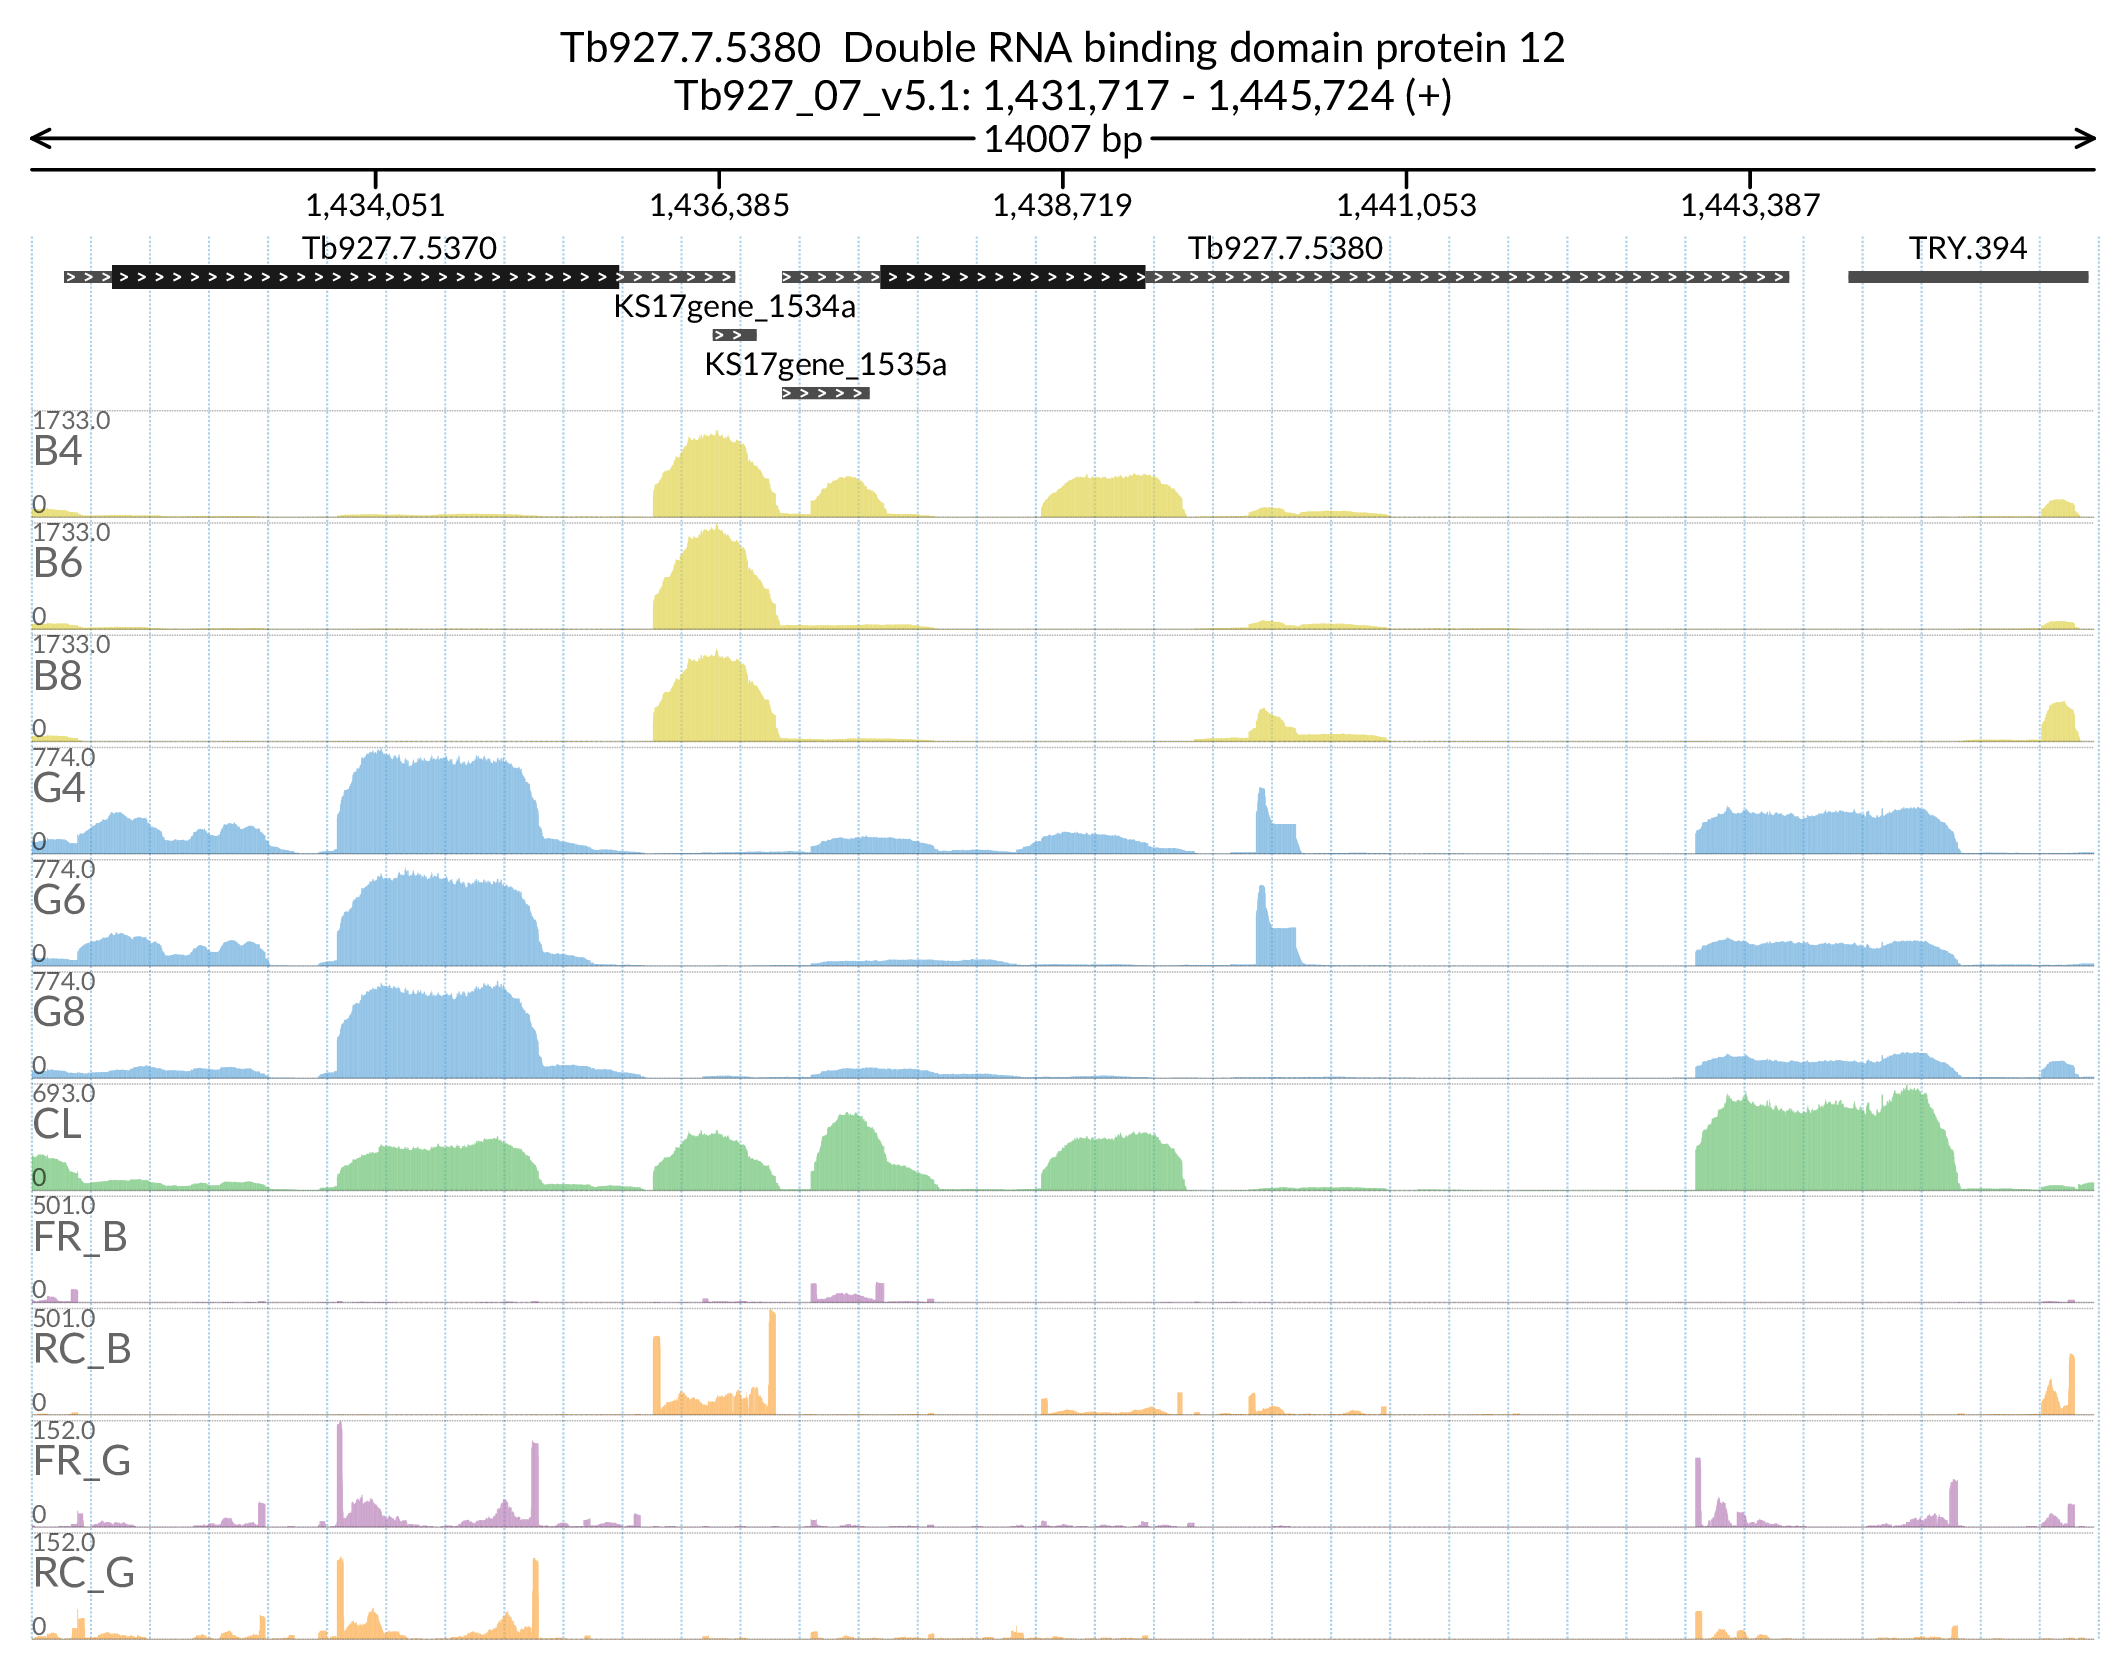 Tb927.7.5380  Double RNA binding domain protein 12
Tb927_07_v5.1: 1,431,717 - 1,445,724 (+)
14007 bp
1,434,051 1,436,385 1,438,719 1,441,053 1,443,387
Tb927.7.5370 Tb927.7.5380 TRY.394
KS17gene_1534a
KS17gene_1535a
1733.0
B4
0
1733.0
B6
0
1733.0
B8
0
774.0
G4
0
774.0
G6
0
774.0
G8
0
693.0
CL
0
501.0
FR_B
0
501.0
RC_B
0
152.0
FR_G
0
152.0
RC_G
0